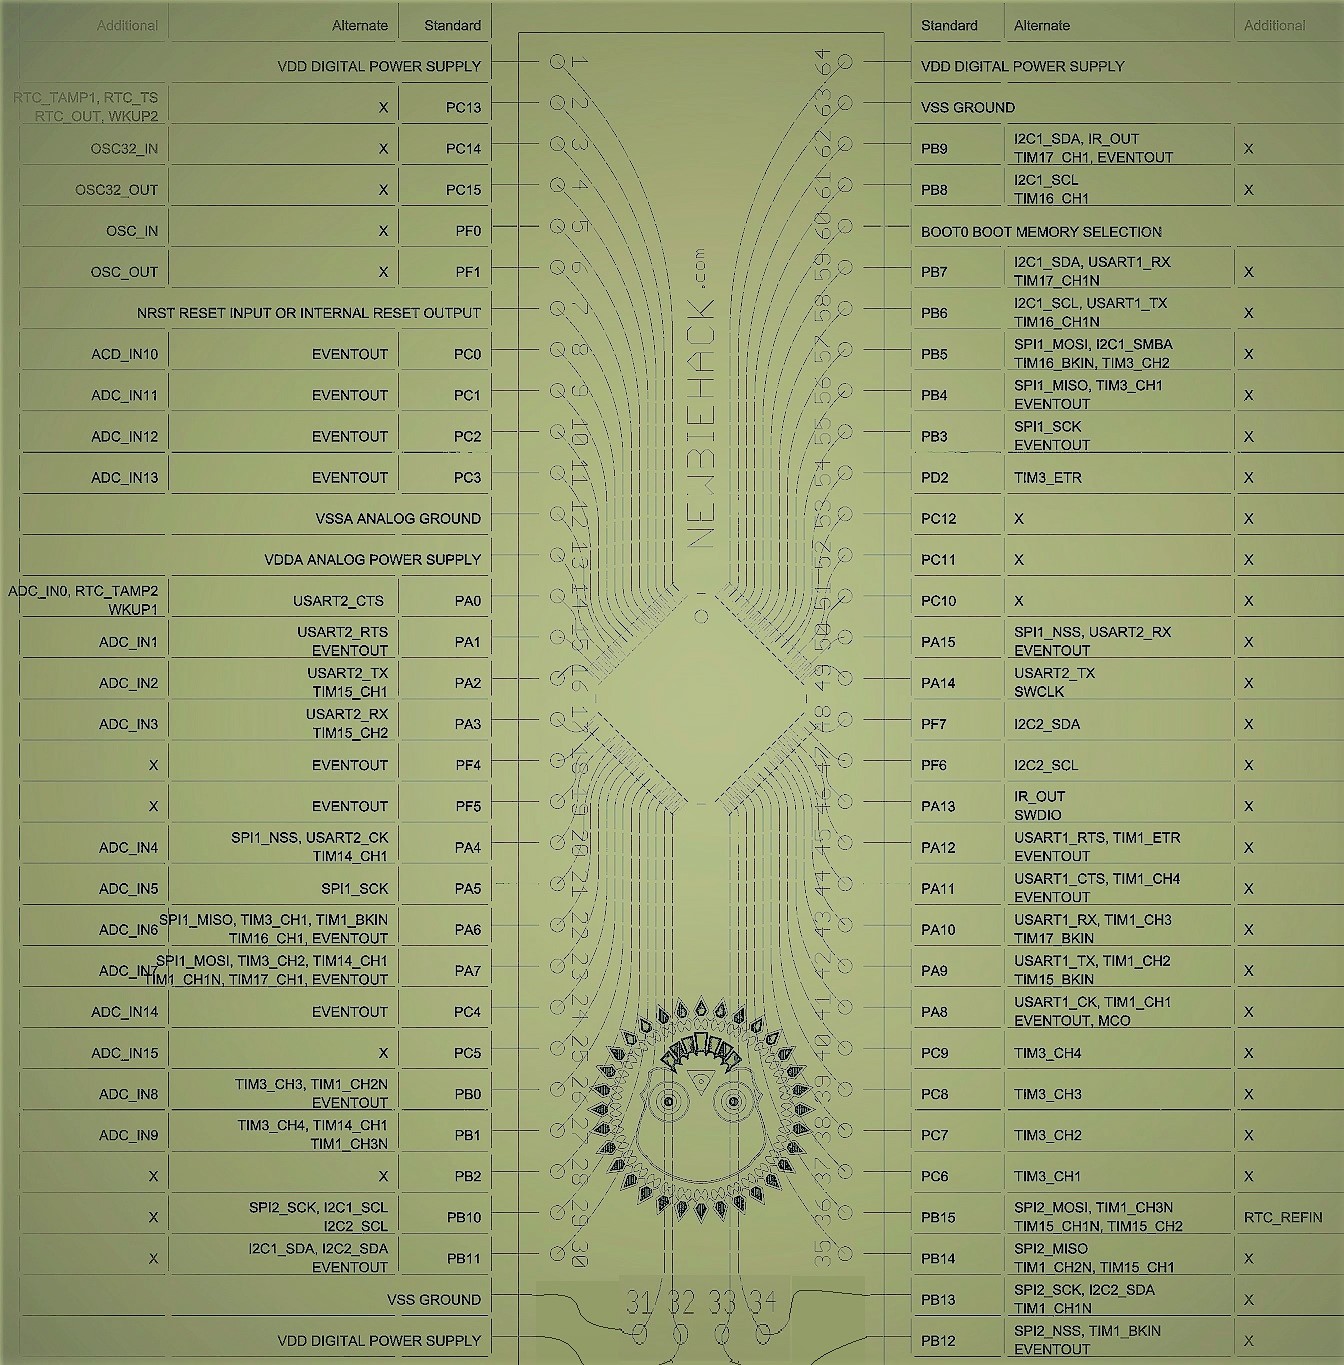 Additional Alternate Standard
VDD DIGITAL POWER SUPPLY
RTC_TAMP1, RTC_TS
RTC_OUT, WKUP2 X PC13
OSC32_IN X PC14
OSC32_OUT X PC15
OSC_IN X PF0
OSC_OUT X PF1
NRST RESET INPUT OR INTERNAL RESET OUTPUT
ACD_IN10 EVENTOUT PC0
ADC_IN11 EVENTOUT PC1
ADC_IN12 EVENTOUT PC2
ADC_IN13 EVENTOUT PC3
VSSA ANALOG GROUND
VDDA ANALOG POWER SUPPLY
ADC_IN0, RTC_TAMP2
WKUP1 USART2_CTS PA0
ADC_IN1 USART2_RTS
EVENTOUT PA1
ADC_IN2 USART2_TX
TIM15_CH1 PA2
ADC_IN3 USART2_RX
TIM15_CH2 PA3
X EVENTOUT PF4
X EVENTOUT PF5
ADC_IN4 SPI1_NSS, USART2_CK
TIM14_CH1 PA4
ADC_IN5 SPI1_SCK PA5
ADC_IN6 SPI1_MISO, TIM3_CH1, TIM1_BKIN
TIM16_CH1, EVENTOUT PA6
ADC_IN7 SPI1_MOSI, TIM3_CH2, TIM14_CH1
TIM1_CH1N, TIM17_CH1, EVENTOUT PA7
ADC_IN14 EVENTOUT PC4
ADC_IN15 X PC5
ADC_IN8 TIM3_CH3, TIM1_CH2N
EVENTOUT PB0
ADC_IN9 TIM3_CH4, TIM14_CH1
TIM1_CH3N PB1
X X PB2
X SPI2_SCK, I2C1_SCL
I2C2_SCL PB10
X I2C1_SDA, I2C2_SDA
EVENTOUT PB11
VSS GROUND
VDD DIGITAL POWER SUPPLY
1
2
3
4
5
6
7
8
9
10
11
12
13
14
15
16
17
18
19
20
21
22
23
24
25
26
27
28
29
30
NEWBIEHACK.com
31 32 33 34
64
63
62
61
60
59
58
57
56
55
54
53
52
51
50
49
48
47
46
45
44
43
42
41
40
39
38
37
36
35
Standard Alternate Additional
VDD DIGITAL POWER SUPPLY
VSS GROUND
PB9 I2C1_SDA, IR_OUT
TIM17_CH1, EVENTOUT X
PB8 I2C1_SCL
TIM16_CH1 X
BOOT0 BOOT MEMORY SELECTION
PB7 I2C1_SDA, USART1_RX
TIM17_CH1N X
PB6 I2C1_SCL, USART1_TX
TIM16_CH1N X
PB5 SPI1_MOSI, I2C1_SMBA
TIM16_BKIN, TIM3_CH2 X
PB4 SPI1_MISO, TIM3_CH1
EVENTOUT X
PB3 SPI1_SCK
EVENTOUT X
PD2 TIM3_ETR X
PC12 X X
PC11 X X
PC10 X X
PA15 SPI1_NSS, USART2_RX
EVENTOUT X
PA14 USART2_TX
SWCLK X
PF7 I2C2_SDA X
PF6 I2C2_SCL X
PA13 IR_OUT
SWDIO X
PA12 USART1_RTS, TIM1_ETR
EVENTOUT X
PA11 USART1_CTS, TIM1_CH4
EVENTOUT X
PA10 USART1_RX, TIM1_CH3
TIM17_BKIN X
PA9 USART1_TX, TIM1_CH2
TIM15_BKIN X
PA8 USART1_CK, TIM1_CH1
EVENTOUT, MCO X
PC9 TIM3_CH4 X
PC8 TIM3_CH3 X
PC7 TIM3_CH2 X
PC6 TIM3_CH1 X
PB15 SPI2_MOSI, TIM1_CH3N
TIM15_CH1N, TIM15_CH2 RTC_REFIN
PB14 SPI2_MISO
TIM1_CH2N, TIM15_CH1 X
PB13 SPI2_SCK, I2C2_SDA
TIM1_CH1N X
PB12 SPI2_NSS, TIM1_BKIN
EVENTOUT X